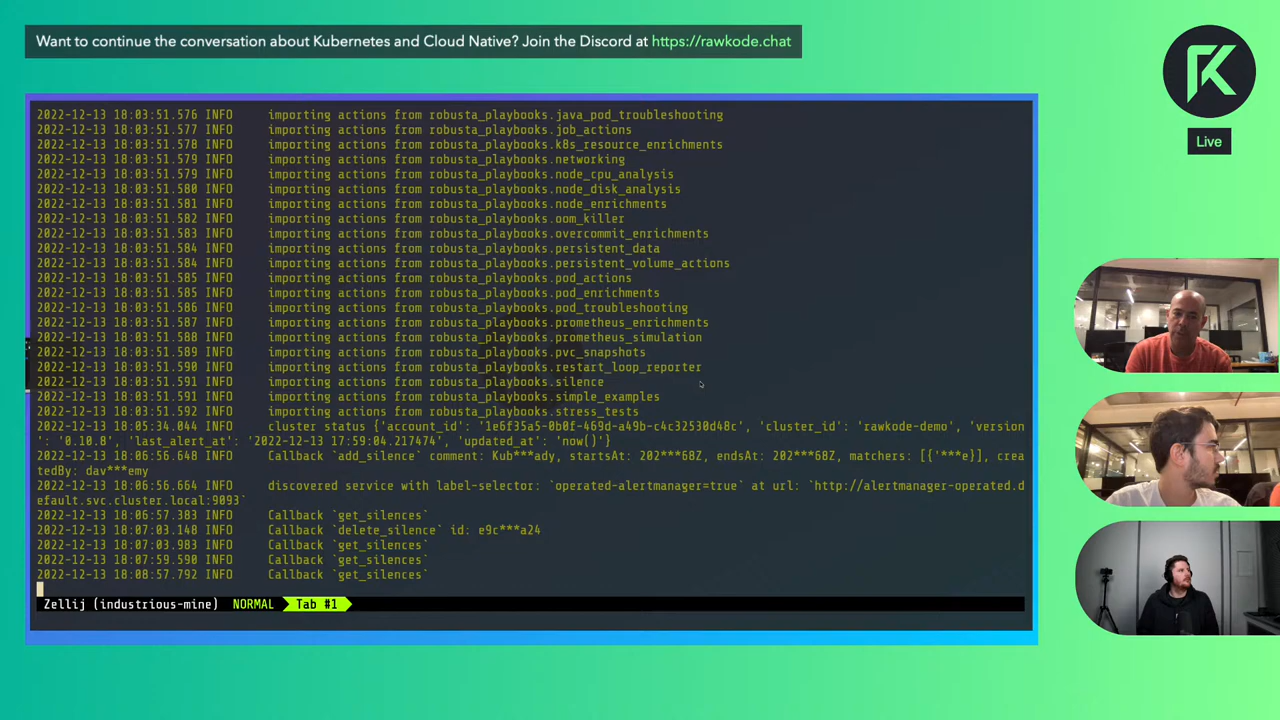 Want to continue the conversation about Kubernetes and Cloud Native? Join the Discord at https://rawkode.chat
Live
2022-12-13 18:03:51.576 INFO importing actions from robusta_playbooks.java_pod_troubleshooting
2022-12-13 18:03:51.577 INFO importing actions from robusta_playbooks.job_actions
2022-12-13 18:03:51.578 INFO importing actions from robusta_playbooks.k8s_resource_enrichments
2022-12-13 18:03:51.579 INFO importing actions from robusta_playbooks.networking
2022-12-13 18:03:51.579 INFO importing actions from robusta_playbooks.node_cpu_analysis
2022-12-13 18:03:51.580 INFO importing actions from robusta_playbooks.node_disk_analysis
2022-12-13 18:03:51.581 INFO importing actions from robusta_playbooks.node_enrichments
2022-12-13 18:03:51.582 INFO importing actions from robusta_playbooks.oom_killer
2022-12-13 18:03:51.583 INFO importing actions from robusta_playbooks.overcommit_enrichments
2022-12-13 18:03:51.584 INFO importing actions from robusta_playbooks.persistent_data
2022-12-13 18:03:51.584 INFO importing actions from robusta_playbooks.persistent_volume_actions
2022-12-13 18:03:51.585 INFO importing actions from robusta_playbooks.pod_actions
2022-12-13 18:03:51.585 INFO importing actions from robusta_playbooks.pod_enrichments
2022-12-13 18:03:51.586 INFO importing actions from robusta_playbooks.pod_troubleshooting
2022-12-13 18:03:51.587 INFO importing actions from robusta_playbooks.prometheus_enrichments
2022-12-13 18:03:51.588 INFO importing actions from robusta_playbooks.prometheus_simulation
2022-12-13 18:03:51.589 INFO importing actions from robusta_playbooks.pvc_snapshots
2022-12-13 18:03:51.590 INFO importing actions from robusta_playbooks.restart_loop_reporter
2022-12-13 18:03:51.591 INFO importing actions from robusta_playbooks.silence
2022-12-13 18:03:51.591 INFO importing actions from robusta_playbooks.simple_examples
2022-12-13 18:03:51.592 INFO importing actions from robusta_playbooks.stress_tests
2022-12-13 18:05:34.044 INFO cluster status {'account_id': '1e6f35a5-0b0f-469d-a49b-c4c32530d48c', 'cluster_id': 'rawkode-demo', 'version
': '0.10.8', 'last_alert_at': '2022-12-13 17:59:04.217474', 'updated_at': 'now()'}
2022-12-13 18:06:56.648 INFO Callback `add_silence` comment: Kub***ady, startsAt: 202***68Z, endsAt: 202***68Z, matchers: [{'***e}], crea
tedBy: dav***emy
2022-12-13 18:06:56.664 INFO discovered service with label-selector: `operated-alertmanager=true` at url: `http://alertmanager-operated.d
efault.svc.cluster.local:9093`
2022-12-13 18:06:57.383 INFO Callback `get_silences`
2022-12-13 18:07:03.148 INFO Callback `delete_silence` id: e9c***a24
2022-12-13 18:07:03.983 INFO Callback `get_silences`
2022-12-13 18:07:59.590 INFO Callback `get_silences`
2022-12-13 18:08:57.792 INFO Callback `get_silences`
Zellij (industrious-mine) NORMAL Tab #1